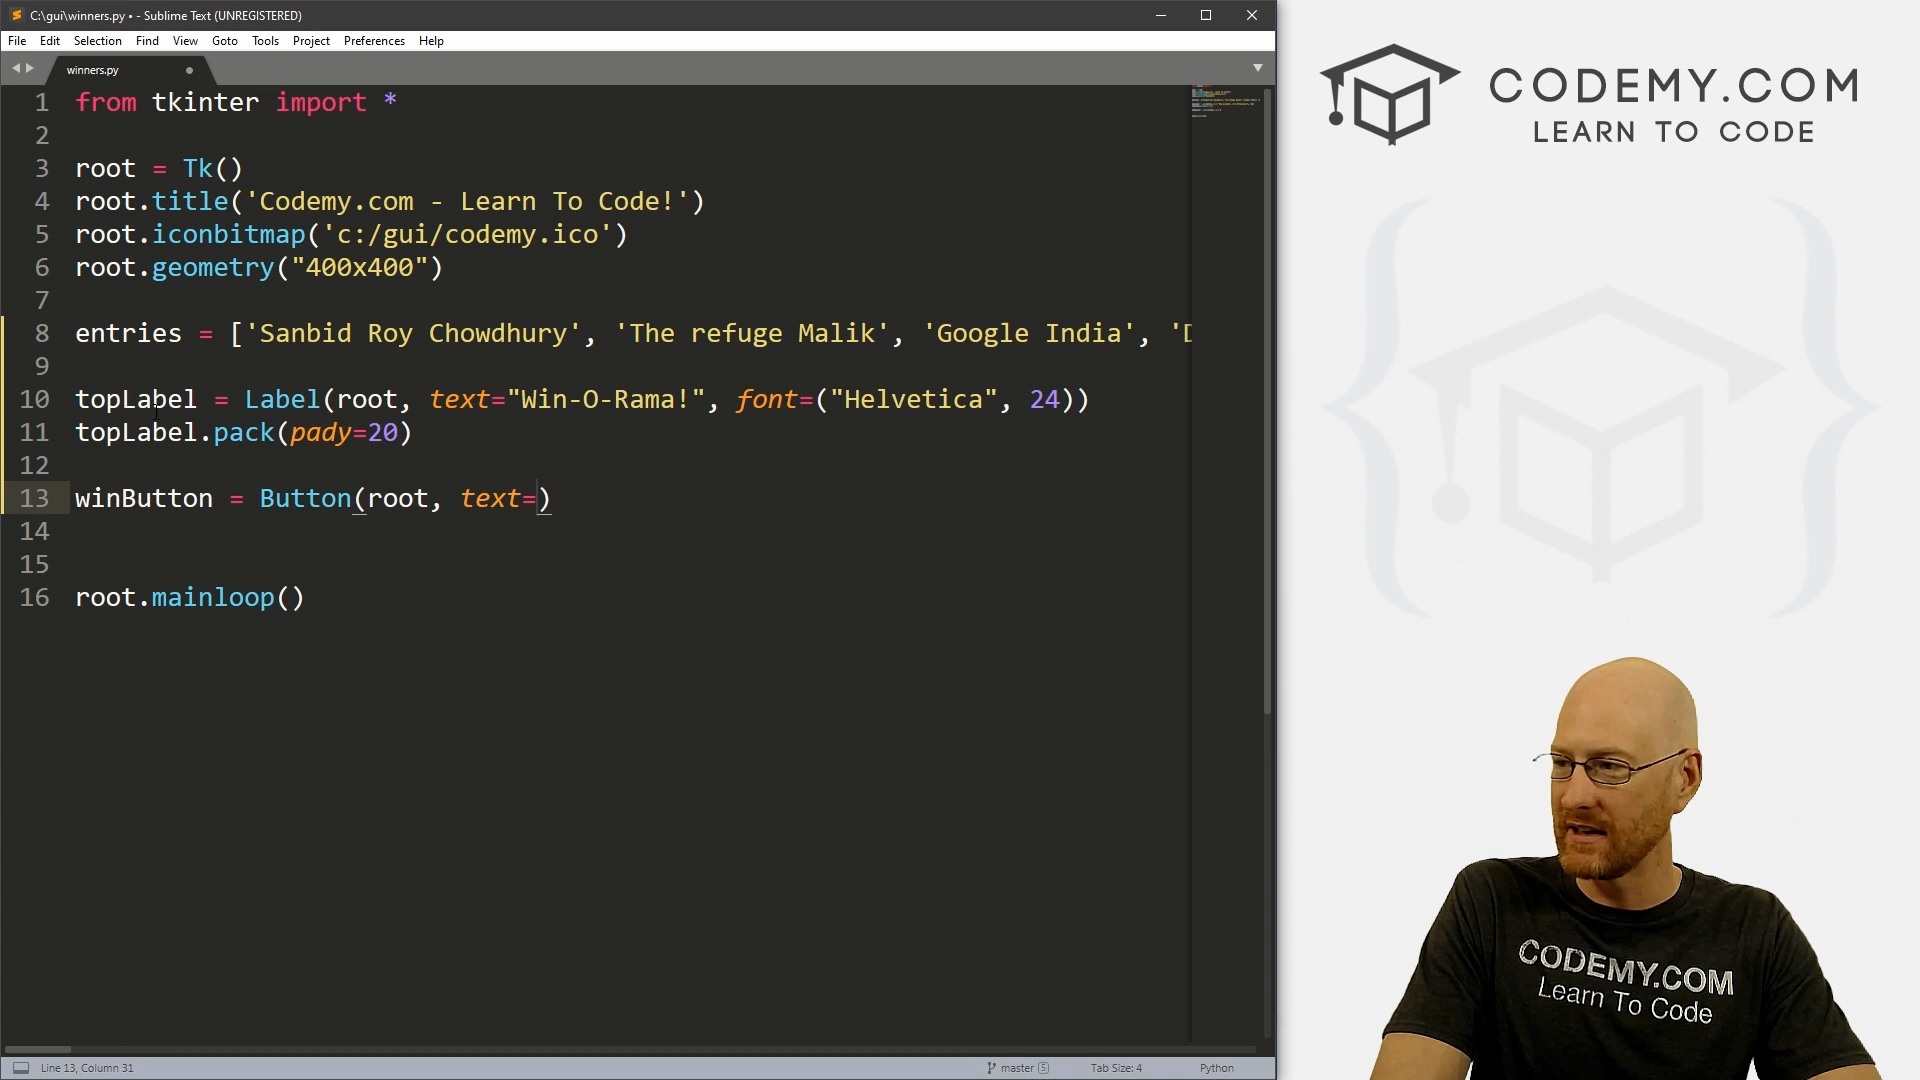 C:\gui\winners.py • - Sublime Text (UNREGISTERED)
File Edit Selection Find View Goto Tools Project Preferences Help
winners.py
1 from tkinter import *
2
3 root = Tk()
4 root.title('Codemy.com - Learn To Code!')
5 root.iconbitmap('c:/gui/codemy.ico')
6 root.geometry("400x400")
7
8 entries = ['Sanbid Roy Chowdhury', 'The refuge Malik', 'Google India', 'D
9
10 topLabel = Label(root, text="Win-O-Rama!", font=("Helvetica", 24))
11 topLabel.pack(pady=20)
12
13 winButton = Button(root, text=)
14
15
16 root.mainloop()
Line 13, Column 31
master 5
Tab Size: 4
Python
CODEMY.COM
LEARN TO CODE
CODEMY.COM
Learn To Code